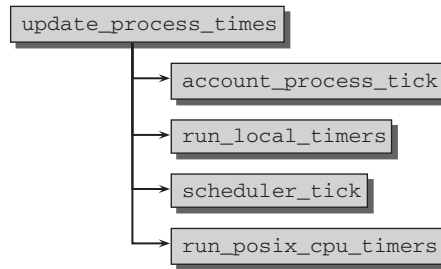 update_process_times
account_process_tick
run_local_timers
scheduler_tick
run_posix_cpu_timers